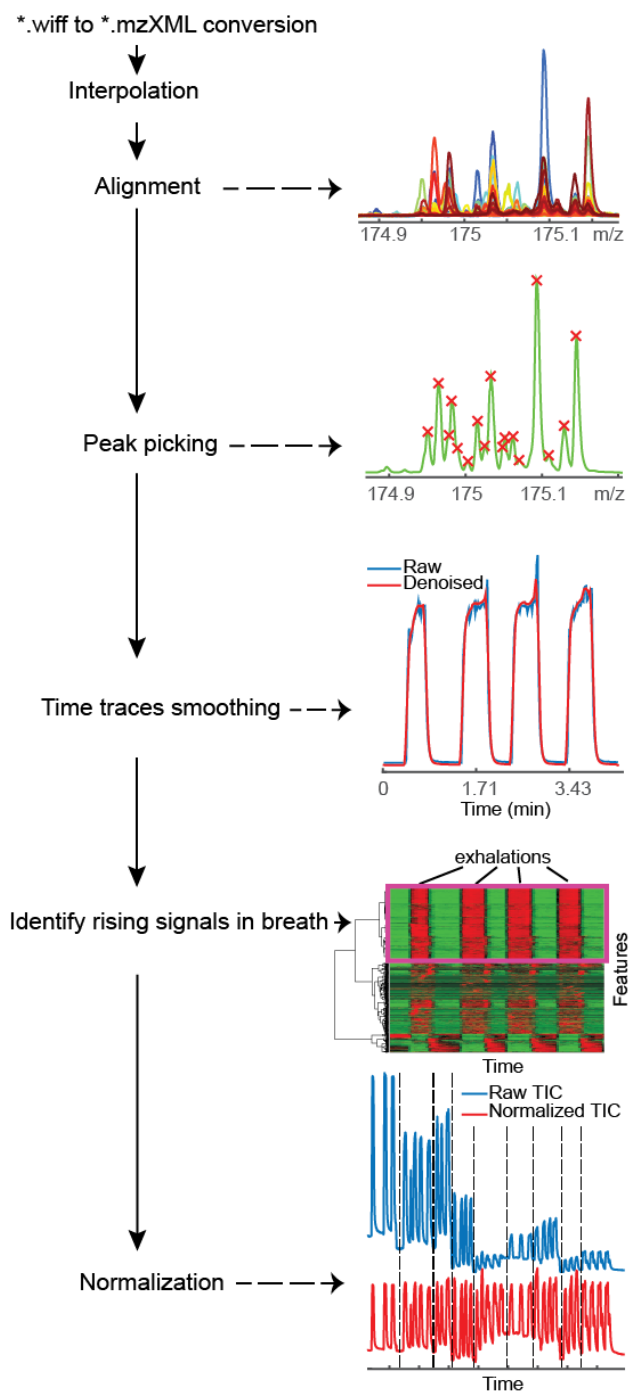 *.wiff to *.mzXML conversion
Interpolation
Alignment
174.9 175 175.1 m/z
Peak picking
174.9 175 175.1 m/z
Raw
Denoised
Time traces smoothing
0 1.71 3.43
Time (min)
exhalations
Identify rising signals in breath
Features
Time
Raw TIC
Normalized TIC
Normalization
Time